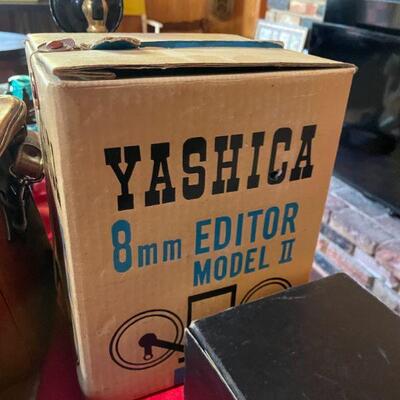 YASHICA
8mm EDITOR
MODEL II